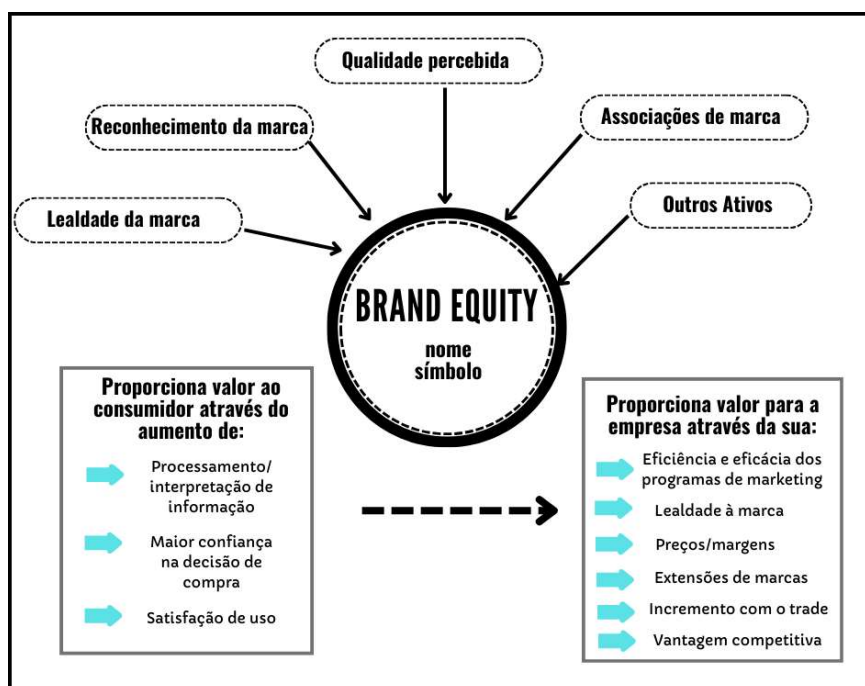 Qualidade percebida
Reconhecimento da marca
Associações de marca
Lealdade da marca
Outros Ativos
BRAND EQUITY
nome
símbolo
Proporciona valor ao
consumidor através do
aumento de:
Processamento/
interpretação de
informação
Maior confiança
na decisão de
compra
Satisfação de uso
Proporciona valor para a
empresa através da sua:
Eficiência e eficácia dos
programas de marketing
Lealdade à marca
Preços/margens
Extensões de marcas
Incremento com o trade
Vantagem competitiva